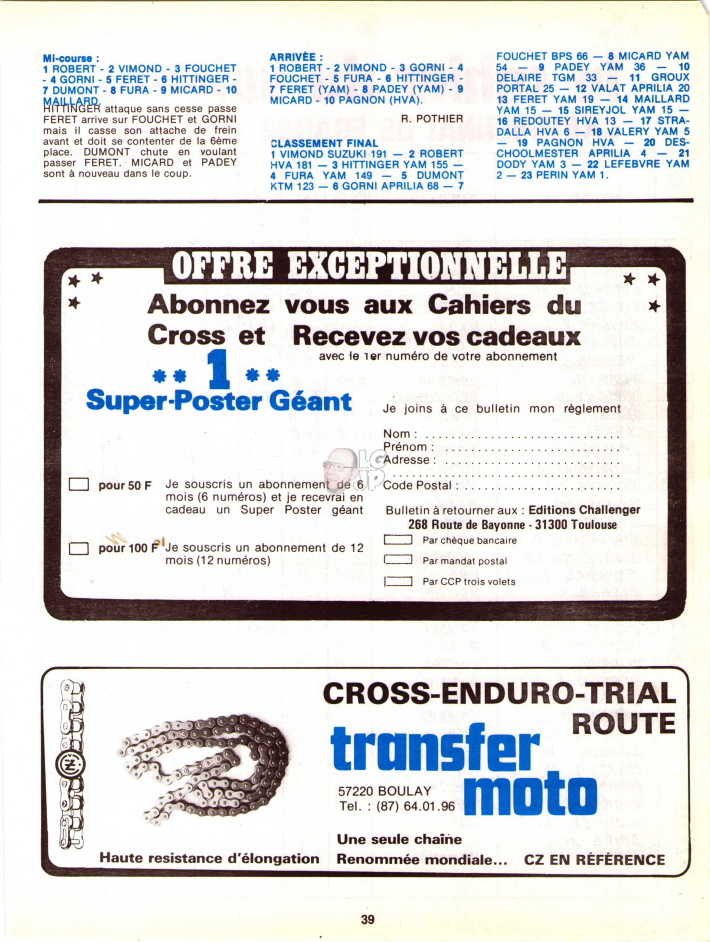 Mi-course :
1 ROBERT - 2 VIMOND - 3 FOUCHET
- 4 GORNI - 5 FERET - 6 HITTINGER -
7 DUMONT - 8 FURA - 9 MICARD - 10
MAILLARD.
HITTINGER attaque sans cesse passe
FERET arrive sur FOUCHET et GORNI
mais il casse son attache de frein
avant et doit se contenter de la 6ème
place. DUMONT chute en voulant
passer FERET. MICARD et PADEY
sont à nouveau dans le coup.
ARRIVÉE :
1 ROBERT - 2 VIMOND - 3 GORNI - 4
FOUCHET - 5 FURA - 6 HITTINGER -
7 FERET (YAM) - 8 PADEY (YAM) - 9
MICARD - 10 PAGNON (HVA).
R. POTHIER
CLASSEMENT FINAL
1 VIMOND SUZUKI 191 — 2 ROBERT
HVA 181 — 3 HITTINGER YAM 155 —
4 FURA YAM 149 — 5 DUMONT
KTM 123 — 6 GORNI APRILIA 68 — 7
FOUCHET BPS 66 — 8 MICARD YAM
54 — 9 PADEY YAM 36 — 10
DELAIRE TGM 33 — 11 GROUX
PORTAL 25 — 12 VALAT APRILIA 20
13 FERET YAM 19 — 14 MAILLARD
YAM 15 — 15 SIREYJOL YAM 15 —
16 REDOUTEY HVA 13 — 17 STRA-
DALLA HVA 6 — 18 VALERY YAM 5
— 19 PAGNON HVA — 20 DES-
CHOOLMESTER APRILIA 4 — 21
DODY YAM 3 — 22 LEFEBVRE YAM
2 — 23 PERIN YAM 1.
OFFRE EXCEPTIONNELLE
Abonnez vous aux Cahiers du
Cross et Recevez vos cadeaux
avec le 1er numéro de votre abonnement
** 1 **
Super-Poster Géant
pour 50 F Je souscris un abonnement de 6
mois (6 numéros) et je recevrai en
cadeau un Super Poster géant
pour 100 F Je souscris un abonnement de 12
mois (12 numéros)
Je joins à ce bulletin mon règlement
Nom : ..............................
Prénom : ..............................
Adresse : ..............................
Code Postal : ..............................
Bulletin à retourner aux : Editions Challenger
268 Route de Bayonne - 31300 Toulouse
Par chèque bancaire
Par mandat postal
Par CCP trois volets
LG
UP
CROSS-ENDURO-TRIAL
ROUTE
transfer
moto
57220 BOULAY
Tel. : (87) 64.01.96
Une seule chaîne
Haute resistance d'élongation Renommée mondiale... CZ EN RÉFÉRENCE
39